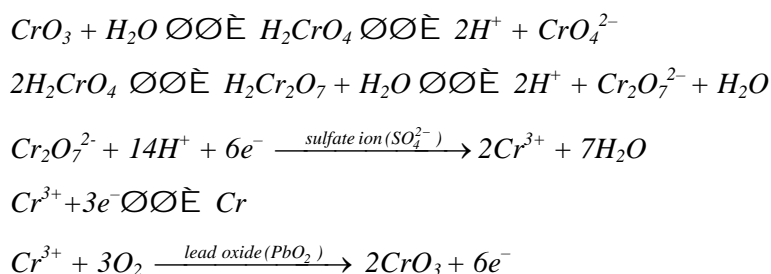 CrO₃ + H₂O ØØÈ H₂CrO₄ ØØÈ 2H⁺ + CrO₄²⁻
2H₂CrO₄ ØØÈ H₂Cr₂O₇ + H₂O ØØÈ 2H⁺ + Cr₂O₇²⁻ + H₂O
Cr₂O₇²⁻ + 14H⁺ + 6e⁻ sulfate ion (SO₄²⁻) → 2Cr³⁺ + 7H₂O
Cr³⁺+3e⁻ØØÈ Cr
Cr³⁺ + 3O₂ lead oxide (PbO₂) → 2CrO₃ + 6e⁻